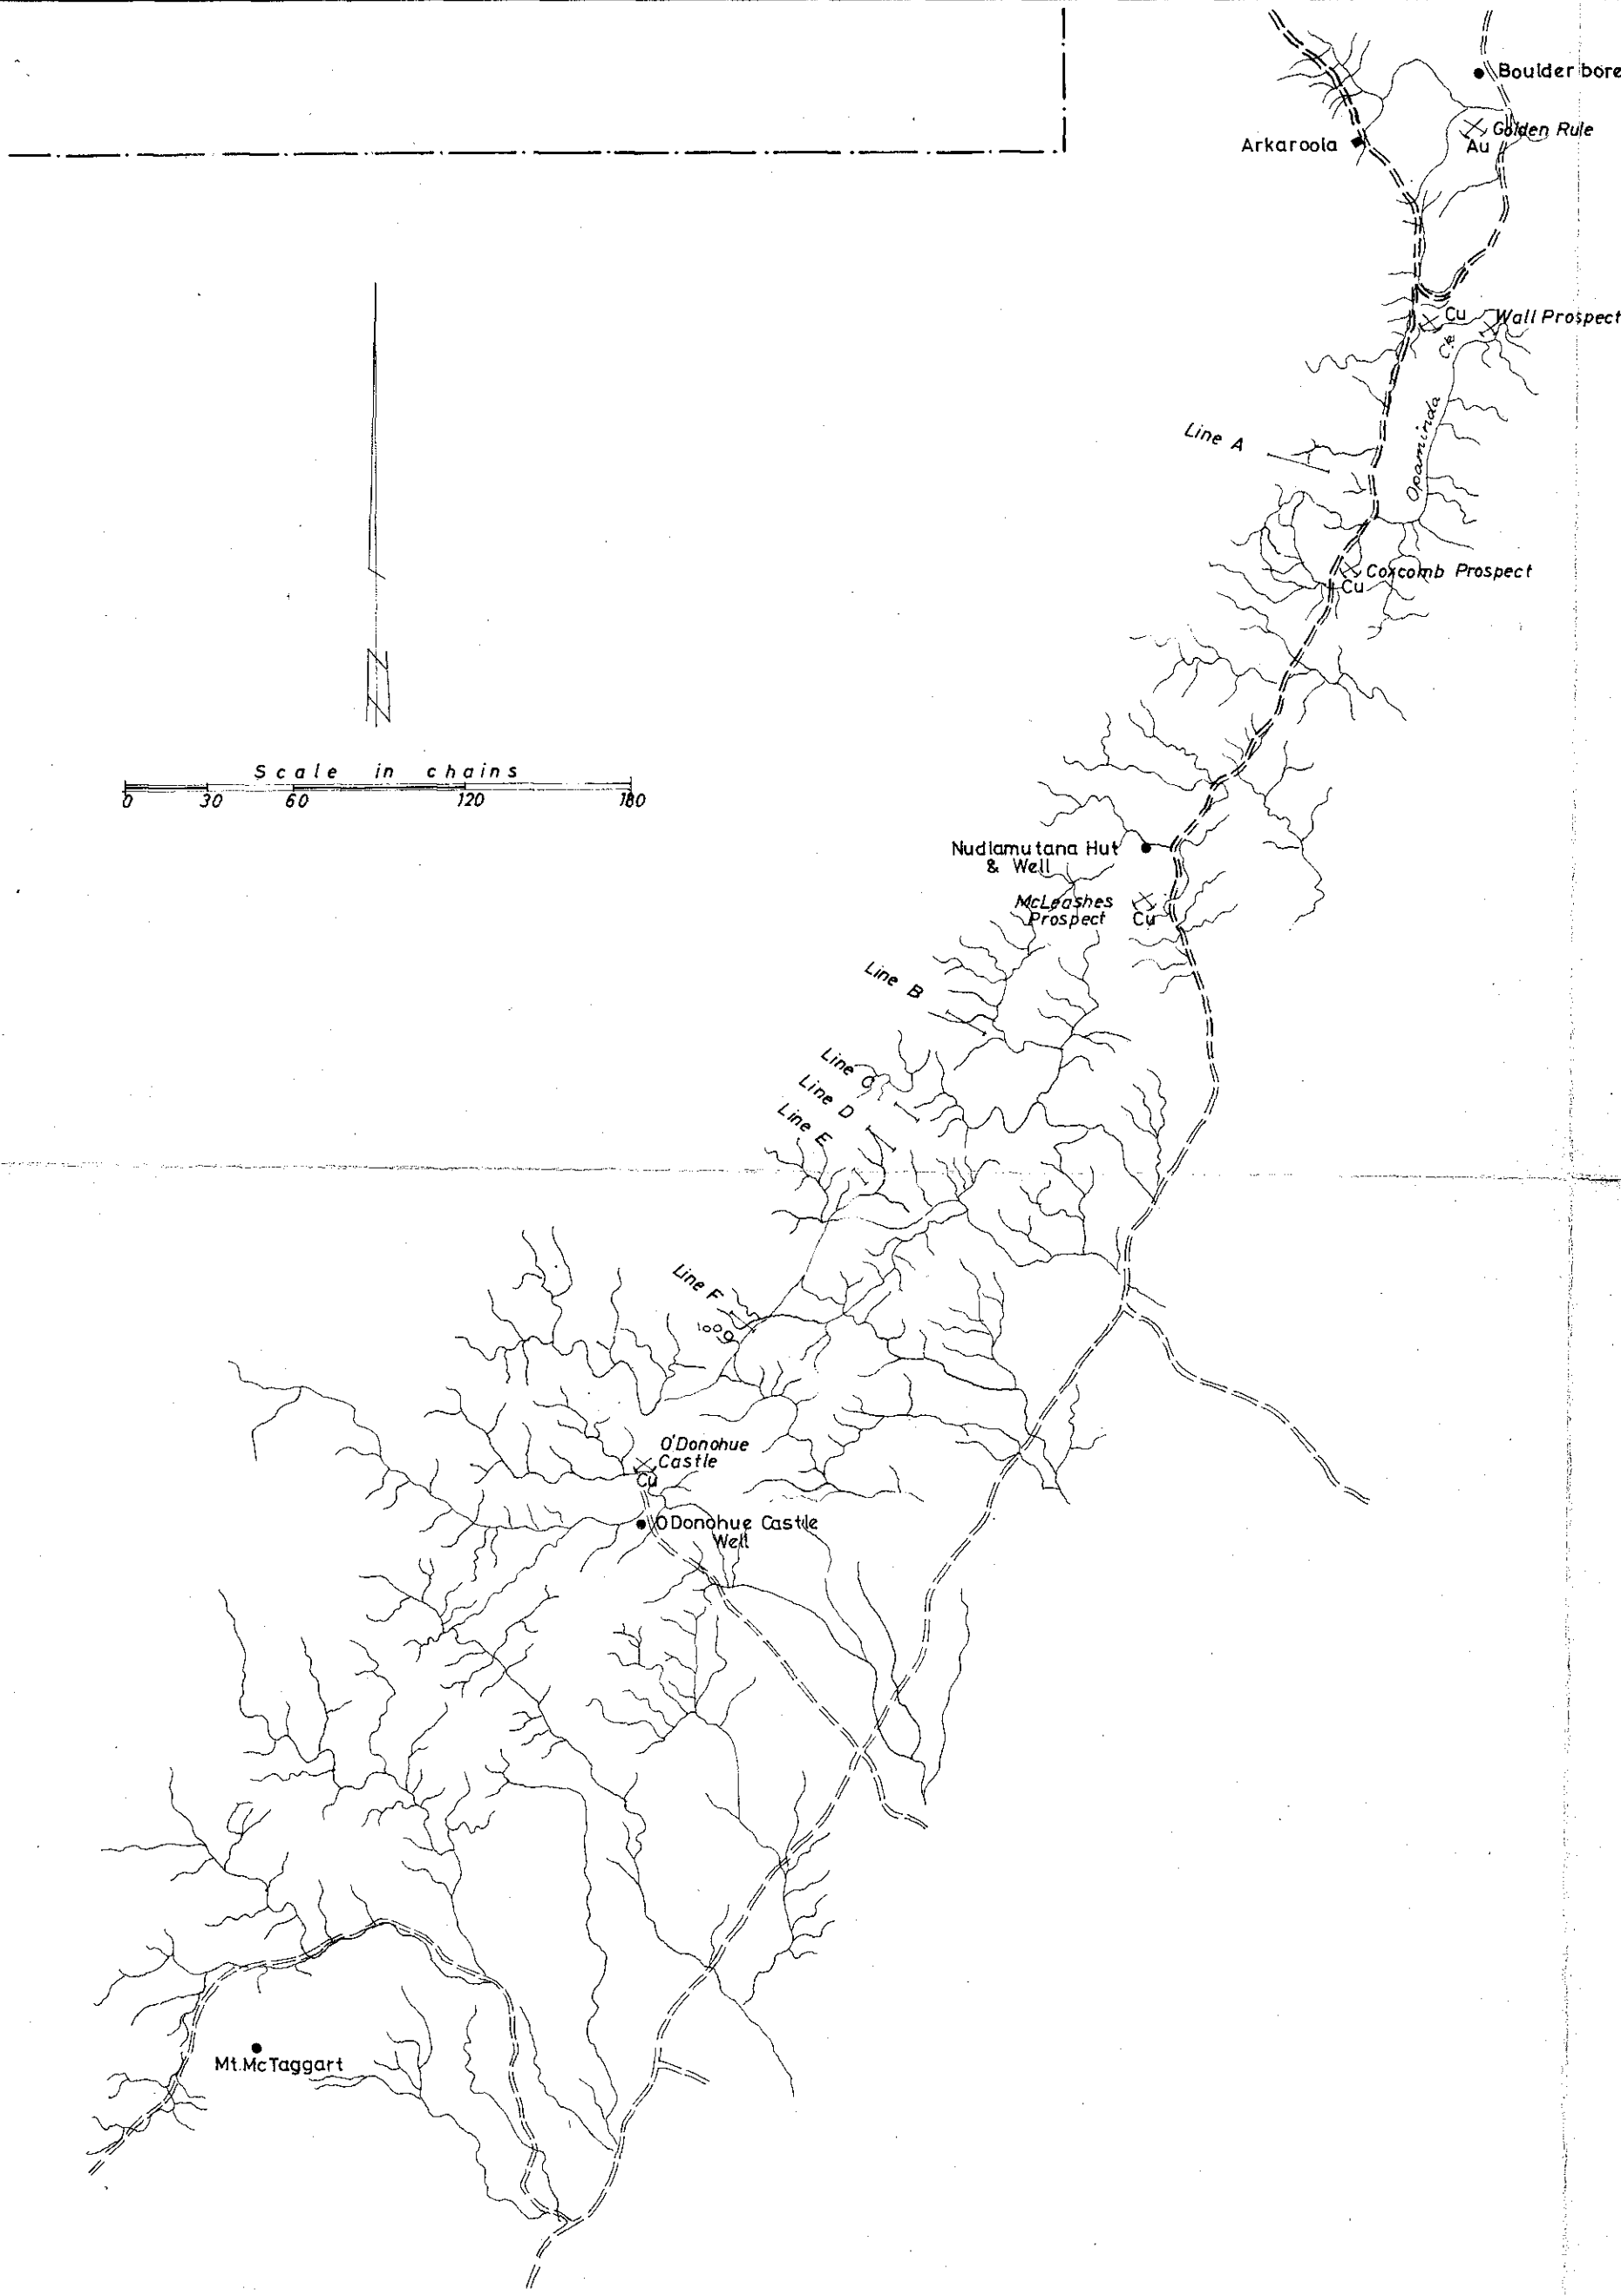 Boulder bore
Golden Rule
Au
Arkaroola
Cu
Wall Prospect
Ck
Opaminda
Line A
Coxcomb Prospect
Cu
N
Scale in chains
0 30 60 120 180
Nudlamutana Hut
& Well
McLeashes
Prospect
Cu
Line B
Line C
Line D
Line E
Line F
1000
O'Donohue
Castle
Cu
O'Donohue Castle
Well
Mt. McTaggart